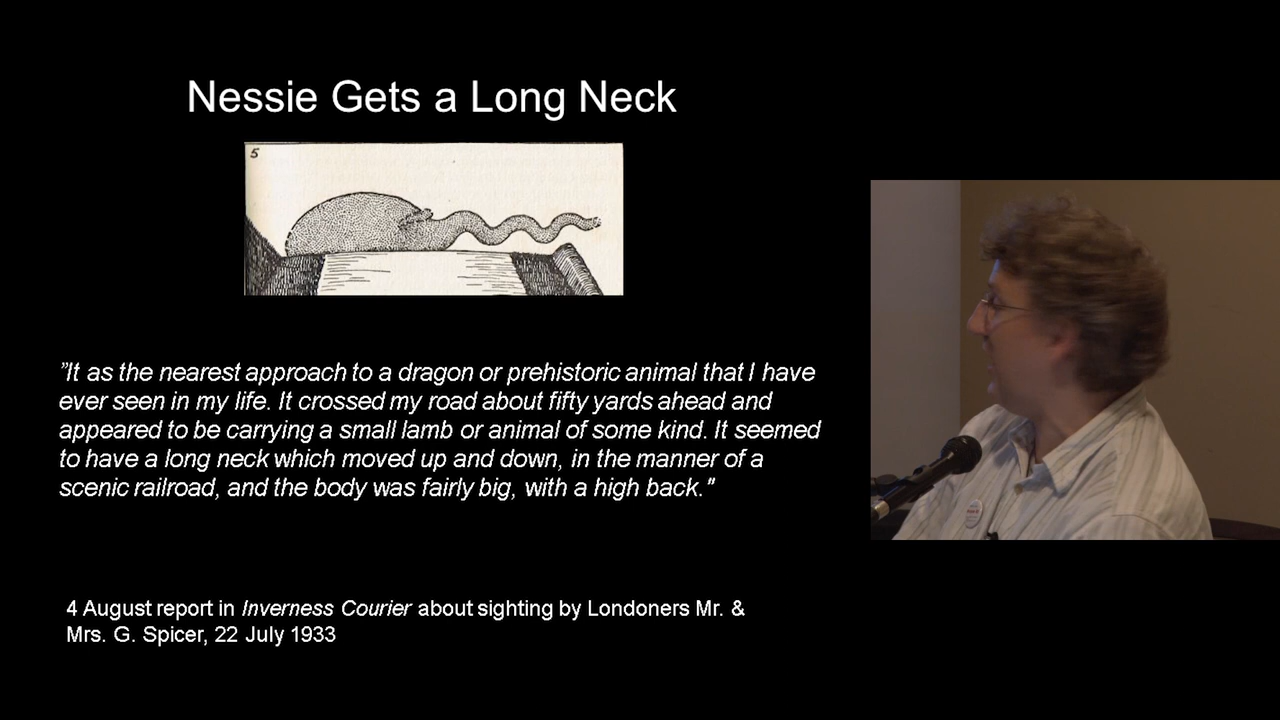 Nessie Gets a Long Neck
5
”It as the nearest approach to a dragon or prehistoric animal that I have
ever seen in my life. It crossed my road about fifty yards ahead and
appeared to be carrying a small lamb or animal of some kind. It seemed
to have a long neck which moved up and down, in the manner of a
scenic railroad, and the body was fairly big, with a high back."
4 August report in Inverness Courier about sighting by Londoners Mr. &
Mrs. G. Spicer, 22 July 1933